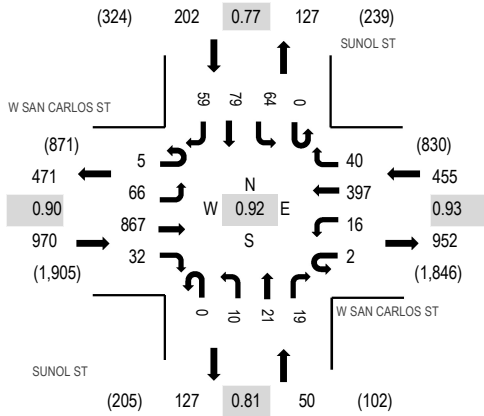 (324) 202 0.77 127 (239)
SUNOL ST
59 79 64 0
W SAN CARLOS ST
(871) (830)
471 5 40 455
66 N 397
0.90 W 0.92 E 0.93
970 867 S 16 952
32 2
(1,905) (1,846)
0 10 21 19
W SAN CARLOS ST
SUNOL ST
(205) 127 0.81 50 (102)